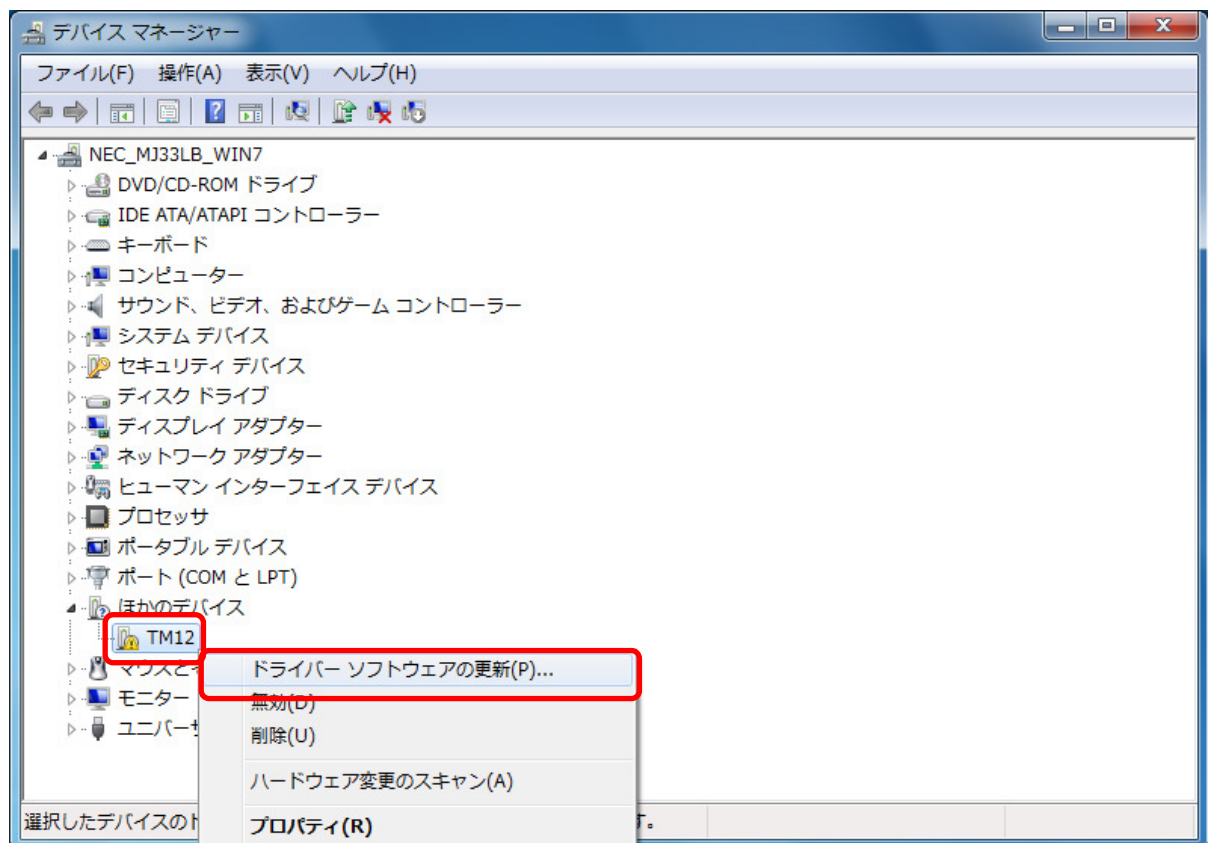 デバイス マネージャー
ファイル(F) 操作(A) 表示(V) ヘルプ(H)
NEC_MJ33LB_WIN7
DVD/CD-ROM ドライブ
IDE ATA/ATAPI コントローラー
キーボード
コンピューター
サウンド、ビデオ、およびゲーム コントローラー
システム デバイス
セキュリティ デバイス
ディスク ドライブ
ディスプレイ アダプター
ネットワーク アダプター
ヒューマン インターフェイス デバイス
プロセッサ
ポータブル デバイス
ポート (COM と LPT)
ほかのデバイス
TM12
マウスと
ドライバー ソフトウェアの更新(P)...
モニター
無効(D)
ユニバーサ
削除(U)
ハードウェア変更のスキャン(A)
選択したデバイスのト
プロパティ(R)
す。